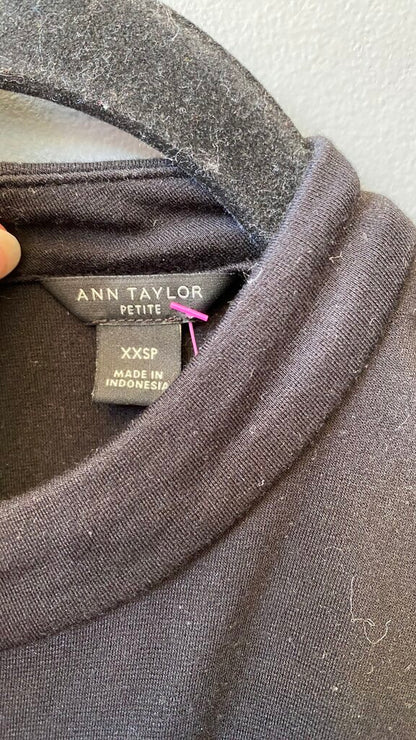 ANN TAYLOR
PETITE
XXSP
MADE IN
INDONESIA